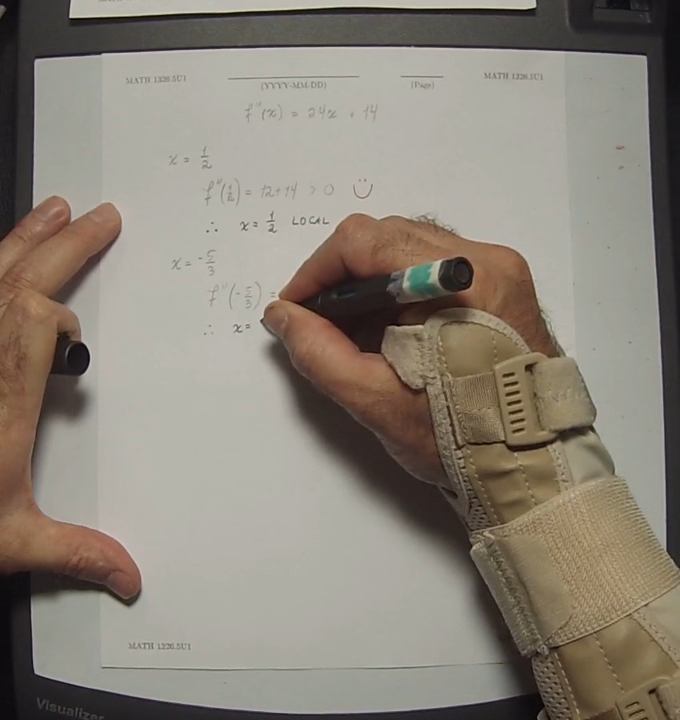 MATH 1326.5U1 (YYYY-MM-DD) (Page) MATH 1326.5U1
f''(x) = 24x + 14
x = 1/2
f''(1/2) = 12+14 > 0
∴ x = 1/2 LOCAL
x = -5/3
f''(-5/3) =
∴ x =
MATH 1326.5U1
Visualizer